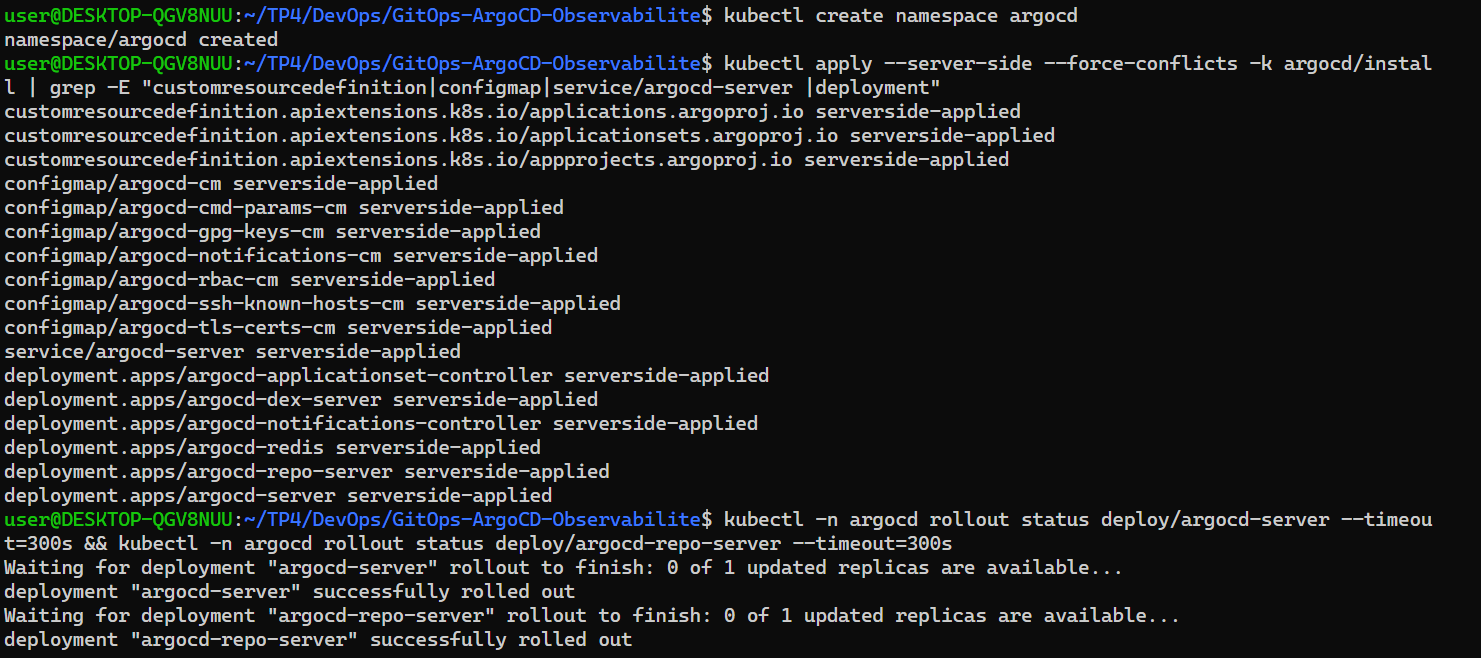 user@DESKTOP-QGV8NUU:~/TP4/DevOps/GitOps-ArgoCD-Observabilite$ kubectl create namespace argocd
namespace/argocd created
user@DESKTOP-QGV8NUU:~/TP4/DevOps/GitOps-ArgoCD-Observabilite$ kubectl apply --server-side --force-conflicts -k argocd/instal
l | grep -E "customresourcedefinition|configmap|service/argocd-server |deployment"
customresourcedefinition.apiextensions.k8s.io/applications.argoproj.io serverside-applied
customresourcedefinition.apiextensions.k8s.io/applicationsets.argoproj.io serverside-applied
customresourcedefinition.apiextensions.k8s.io/appprojects.argoproj.io serverside-applied
configmap/argocd-cm serverside-applied
configmap/argocd-cmd-params-cm serverside-applied
configmap/argocd-gpg-keys-cm serverside-applied
configmap/argocd-notifications-cm serverside-applied
configmap/argocd-rbac-cm serverside-applied
configmap/argocd-ssh-known-hosts-cm serverside-applied
configmap/argocd-tls-certs-cm serverside-applied
service/argocd-server serverside-applied
deployment.apps/argocd-applicationset-controller serverside-applied
deployment.apps/argocd-dex-server serverside-applied
deployment.apps/argocd-notifications-controller serverside-applied
deployment.apps/argocd-redis serverside-applied
deployment.apps/argocd-repo-server serverside-applied
deployment.apps/argocd-server serverside-applied
user@DESKTOP-QGV8NUU:~/TP4/DevOps/GitOps-ArgoCD-Observabilite$ kubectl -n argocd rollout status deploy/argocd-server --timeou
t=300s && kubectl -n argocd rollout status deploy/argocd-repo-server --timeout=300s
Waiting for deployment "argocd-server" rollout to finish: 0 of 1 updated replicas are available...
deployment "argocd-server" successfully rolled out
Waiting for deployment "argocd-repo-server" rollout to finish: 0 of 1 updated replicas are available...
deployment "argocd-repo-server" successfully rolled out